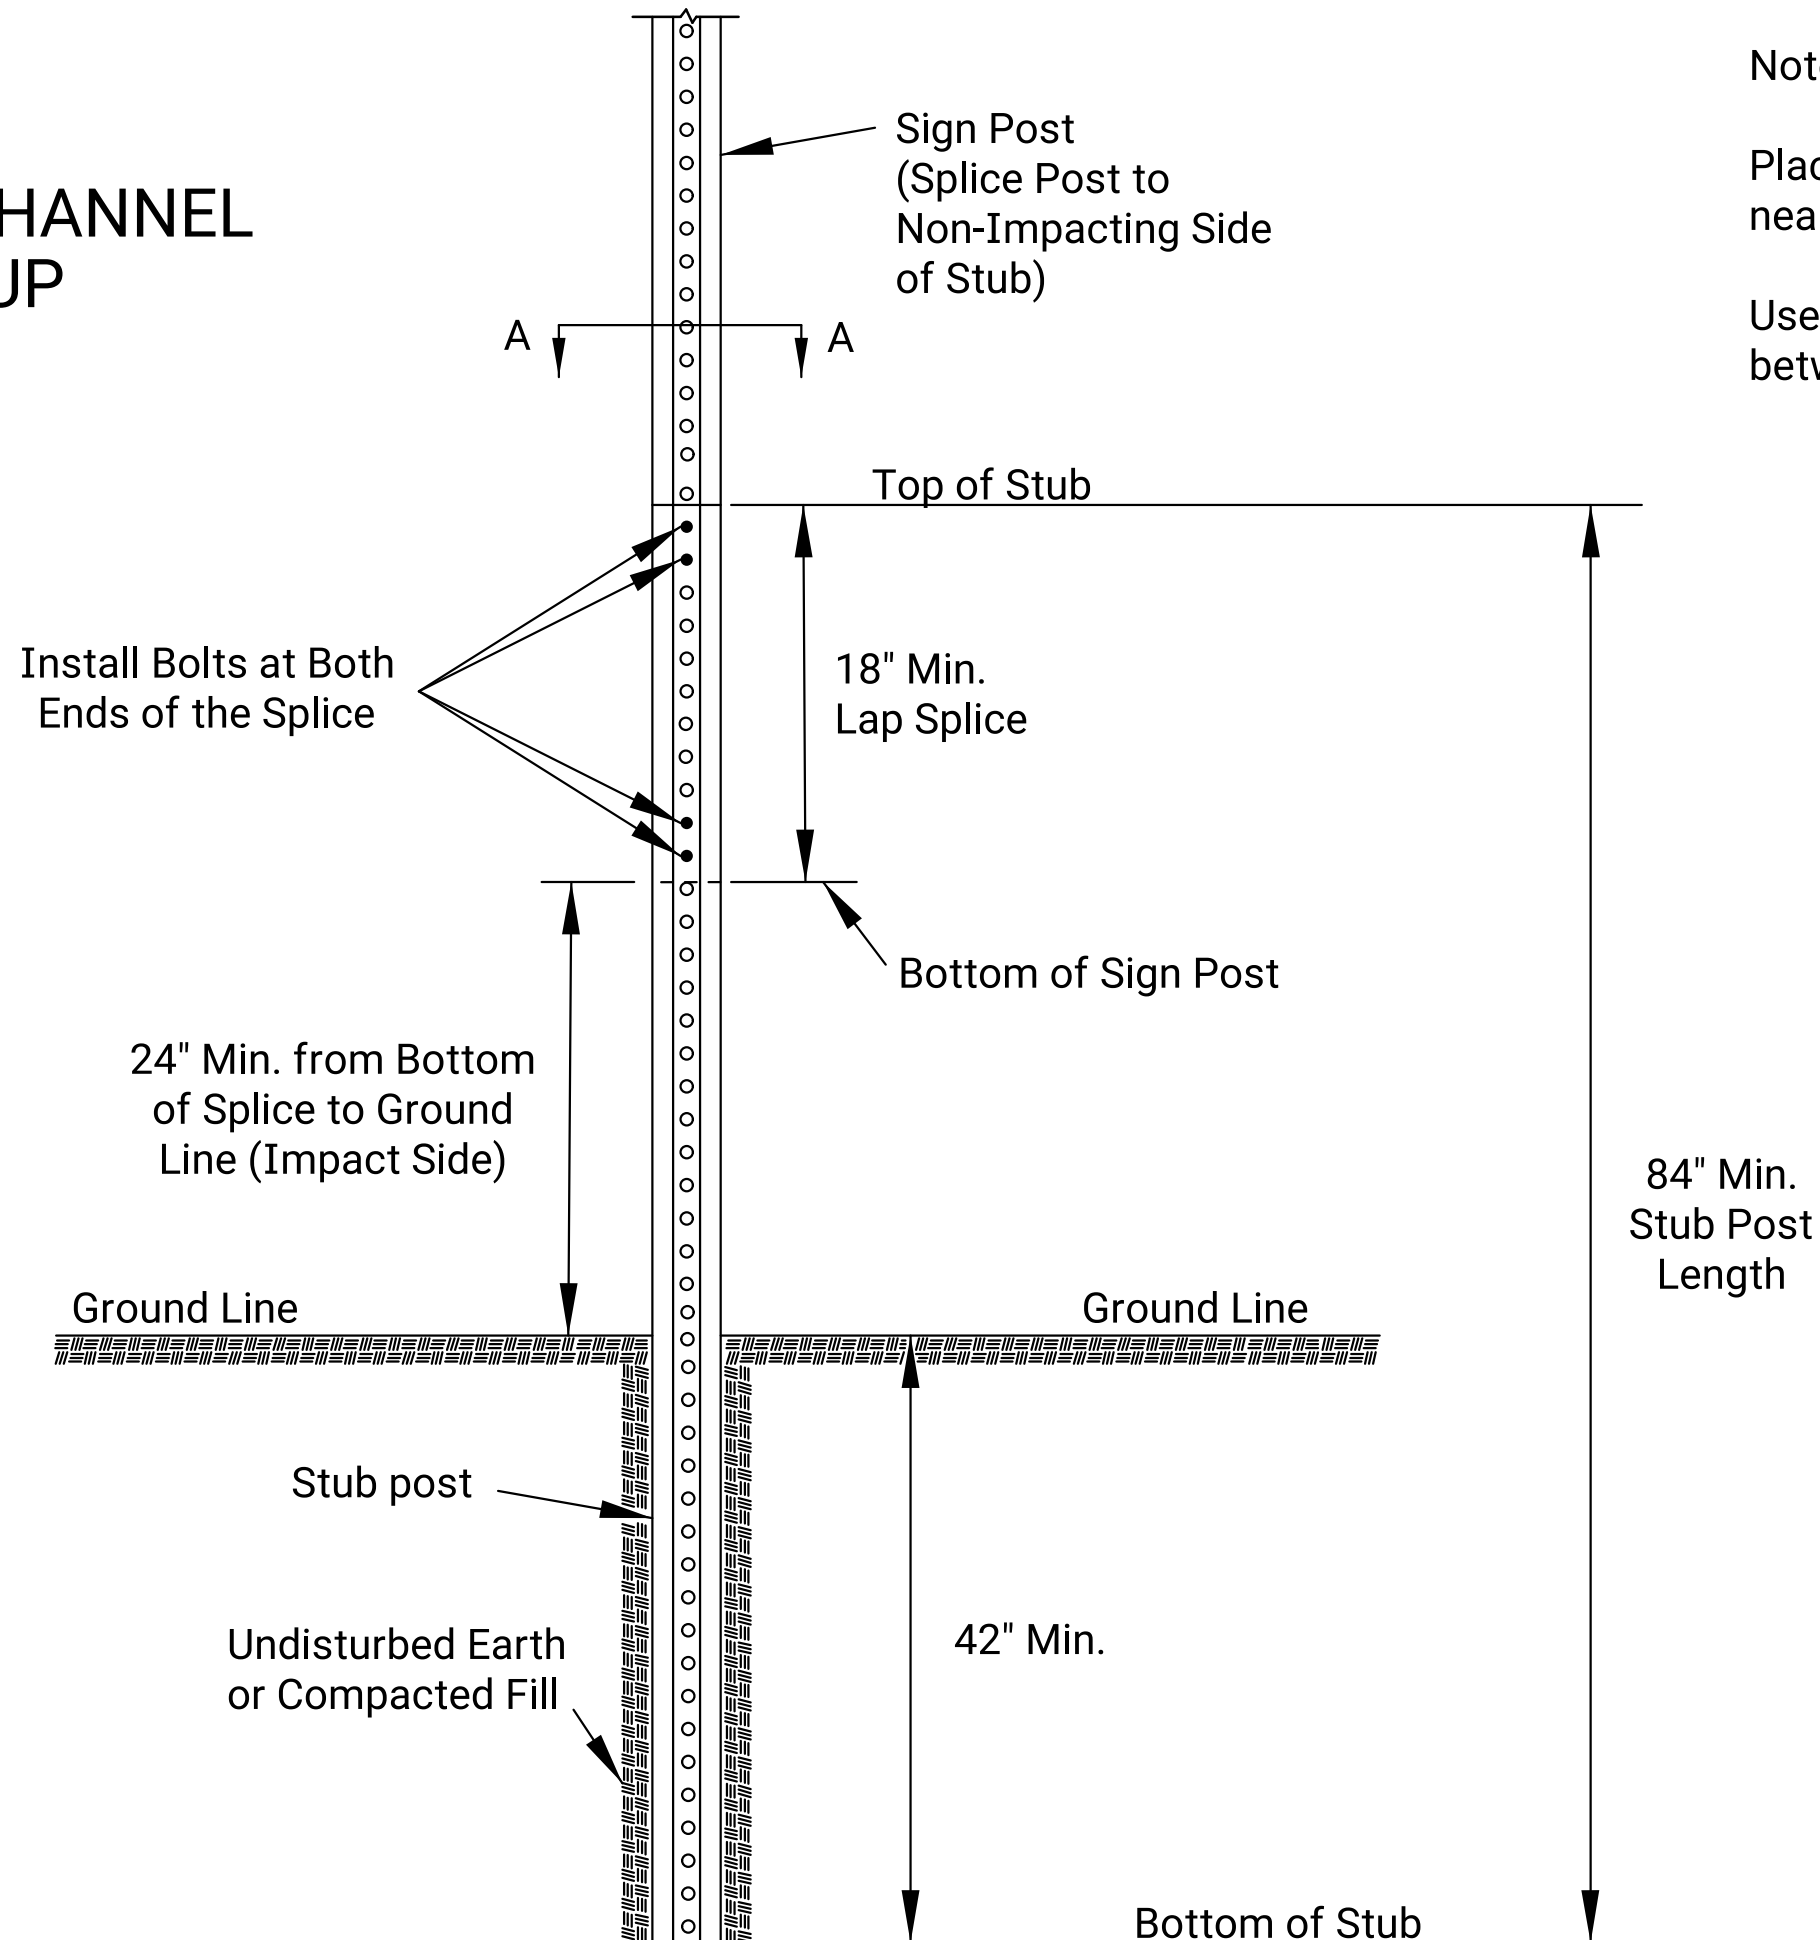 HANNEL
UP
Sign Post
(Splice Post to
Non-Impacting Side
of Stub)
A
A
Top of Stub
Install Bolts at Both
Ends of the Splice
18" Min.
Lap Splice
Bottom of Sign Post
24" Min. from Bottom
of Splice to Ground
Line (Impact Side)
84" Min.
Stub Post
Length
Ground Line
Ground Line
Stub post
Undisturbed Earth
or Compacted Fill
42" Min.
Bottom of Stub
Use